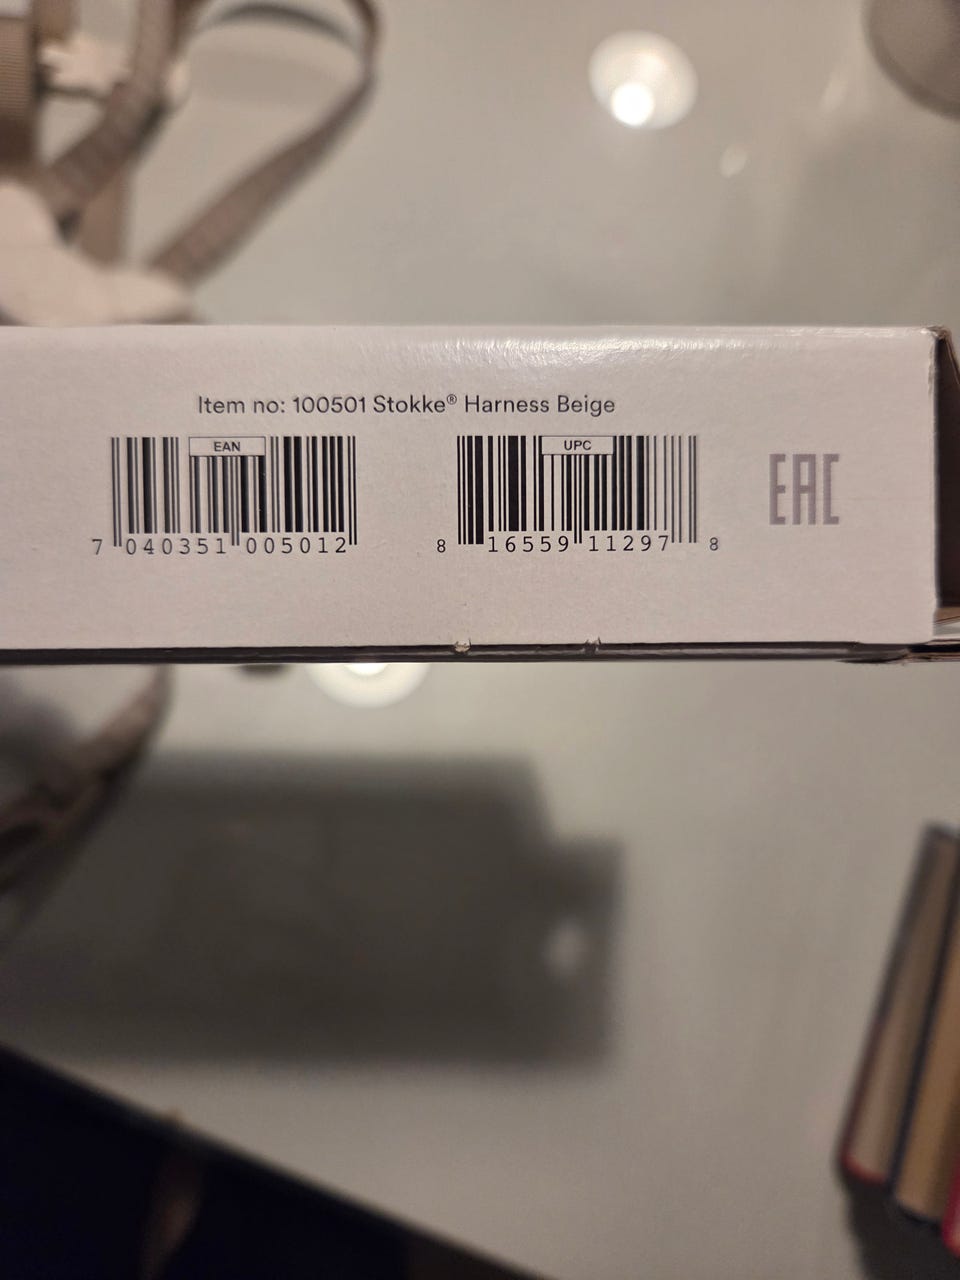 Item no: 100501 Stokke® Harness Beige
EAN
UPC
EAC
7 040351 005012
8 16559 11297 8